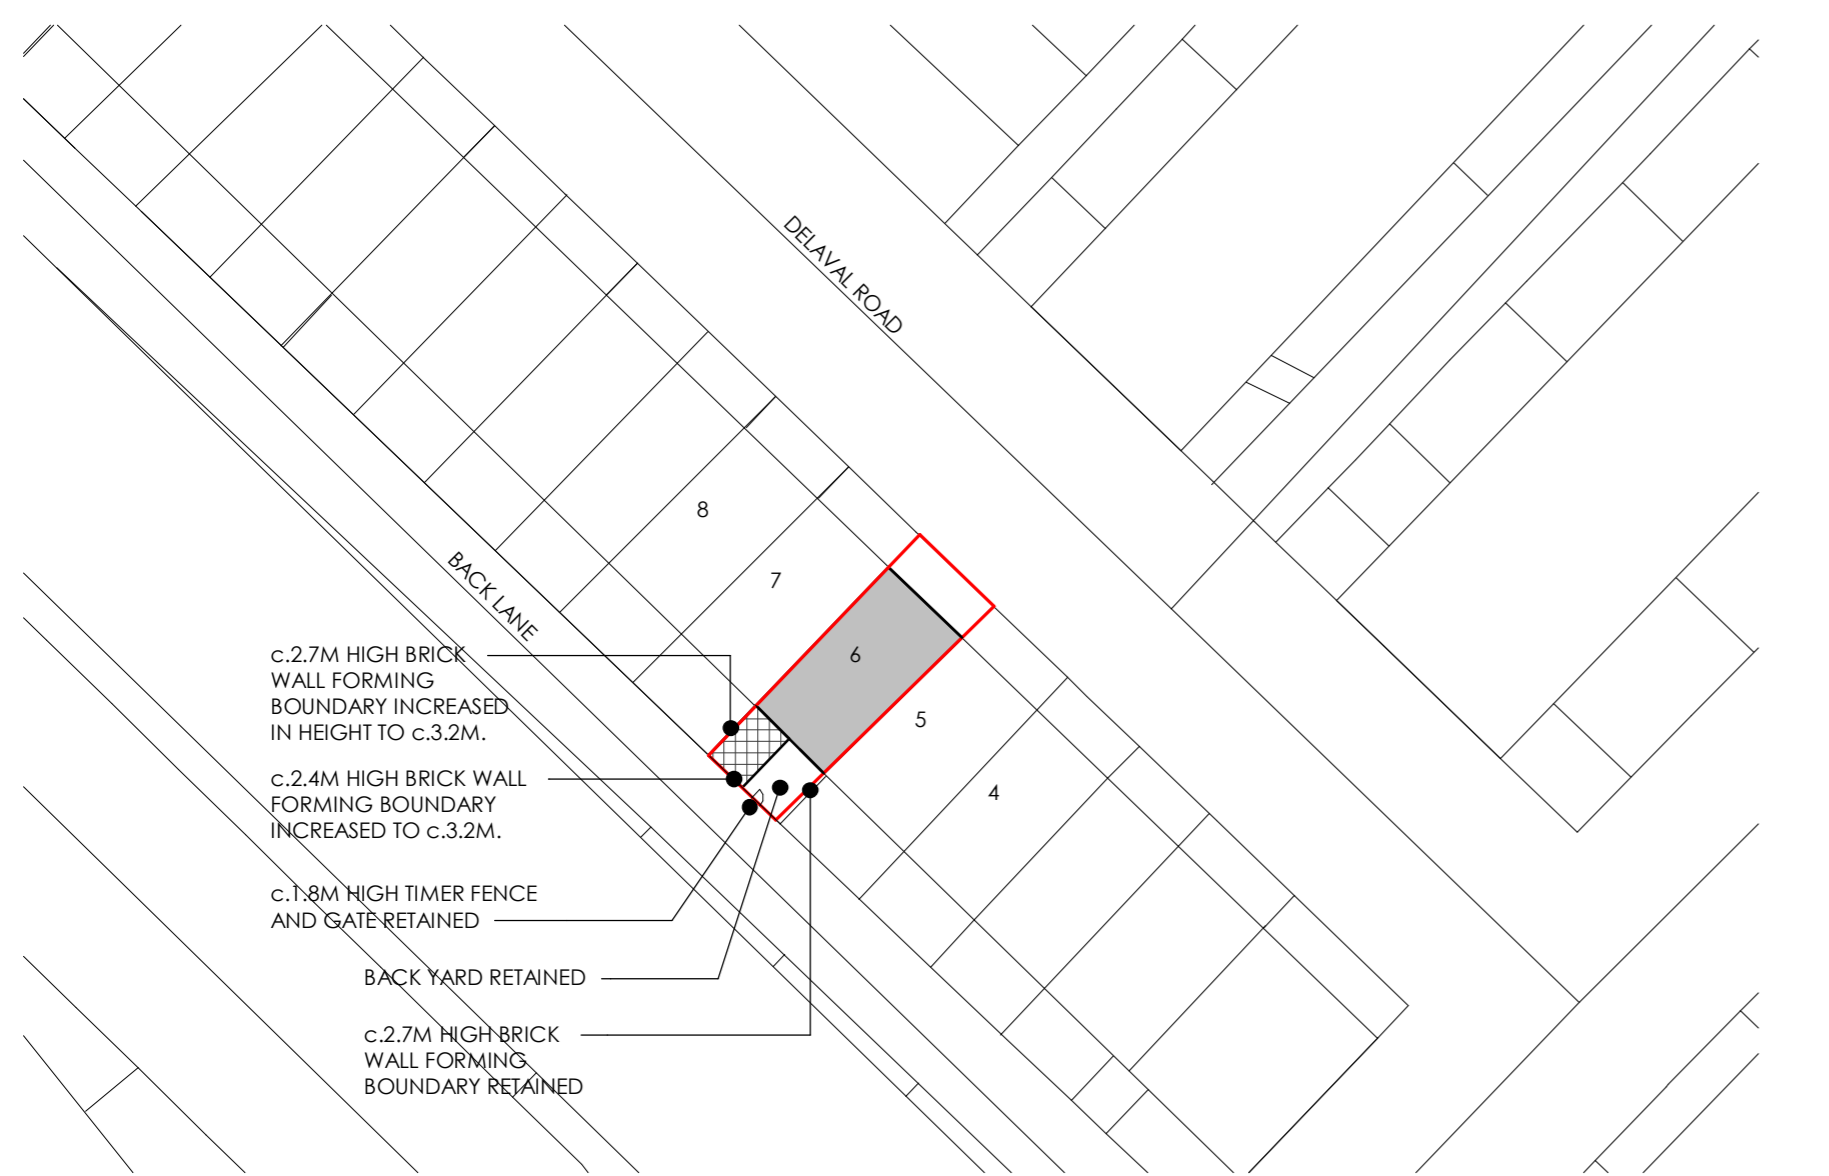 DELAVAL ROAD
8
7
BACK LANE
6
5
4
c.2.7M HIGH BRICK
WALL FORMING
BOUNDARY INCREASED
IN HEIGHT TO c.3.2M.
c.2.4M HIGH BRICK WALL
FORMING BOUNDARY
INCREASED TO c.3.2M.
c.1.8M HIGH TIMER FENCE
AND GATE RETAINED
BACK YARD RETAINED
c.2.7M HIGH BRICK
WALL FORMING
BOUNDARY RETAINED